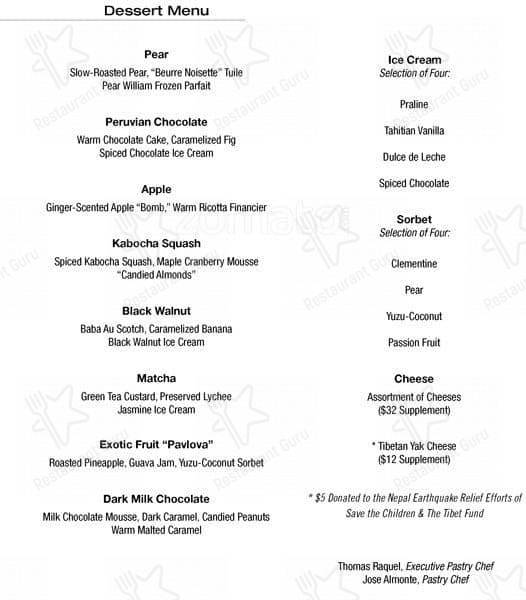 Dessert Menu
Pear
Slow-Roasted Pear, “Beurre Noisette” Tuile
Pear William Frozen Parfait
Peruvian Chocolate
Warm Chocolate Cake, Caramelized Fig
Spiced Chocolate Ice Cream
Apple
Ginger-Scented Apple “Bomb,” Warm Ricotta Financier
Kabocha Squash
Spiced Kabocha Squash, Maple Cranberry Mousse
“Candied Almonds”
Black Walnut
Baba Au Scotch, Caramelized Banana
Black Walnut Ice Cream
Matcha
Green Tea Custard, Preserved Lychee
Jasmine Ice Cream
Exotic Fruit “Pavlova”
Roasted Pineapple, Guava Jam, Yuzu-Coconut Sorbet
Dark Milk Chocolate
Milk Chocolate Mousse, Dark Caramel, Candied Peanuts
Warm Malted Caramel
Ice Cream
Selection of Four:
Praline
Tahitian Vanilla
Dulce de Leche
Spiced Chocolate
Sorbet
Selection of Four:
Clementine
Pear
Yuzu-Coconut
Passion Fruit
Cheese
Assortment of Cheeses
($32 Supplement)
* Tibetan Yak Cheese
($12 Supplement)
* $5 Donated to the Nepal Earthquake Relief Efforts of
Save the Children & The Tibet Fund
Thomas Raquel, Executive Pastry Chef
Jose Almonte, Pastry Chef
Restaurant Guru
zomato